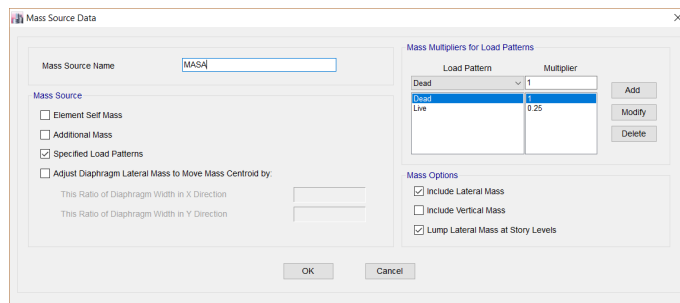 Mass Source Data
Mass Source Name MASA
Mass Source
Element Self Mass
Additional Mass
Specified Load Patterns
Adjust Diaphragm Lateral Mass to Move Mass Centroid by:
This Ratio of Diaphragm Width in X Direction
This Ratio of Diaphragm Width in Y Direction
Mass Multipliers for Load Patterns
Load Pattern Multiplier
Dead 1
Dead 1
Live 0.25
Add
Modify
Delete
Mass Options
Include Lateral Mass
Include Vertical Mass
Lump Lateral Mass at Story Levels
OK Cancel